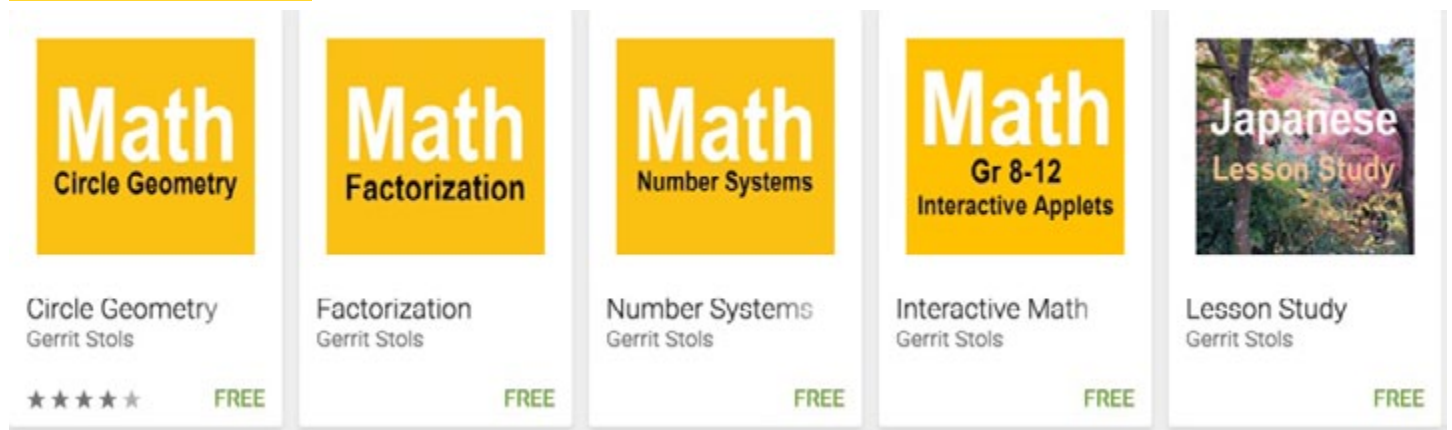 Math
Circle Geometry
Circle Geometry
Gerrit Stols
FREE
Math
Factorization
Factorization
Gerrit Stols
FREE
Math
Number Systems
Number Systems
Gerrit Stols
FREE
Math
Gr 8-12
Interactive Applets
Interactive Math
Gerrit Stols
FREE
Japanese
Lesson Study
Lesson Study
Gerrit Stols
FREE